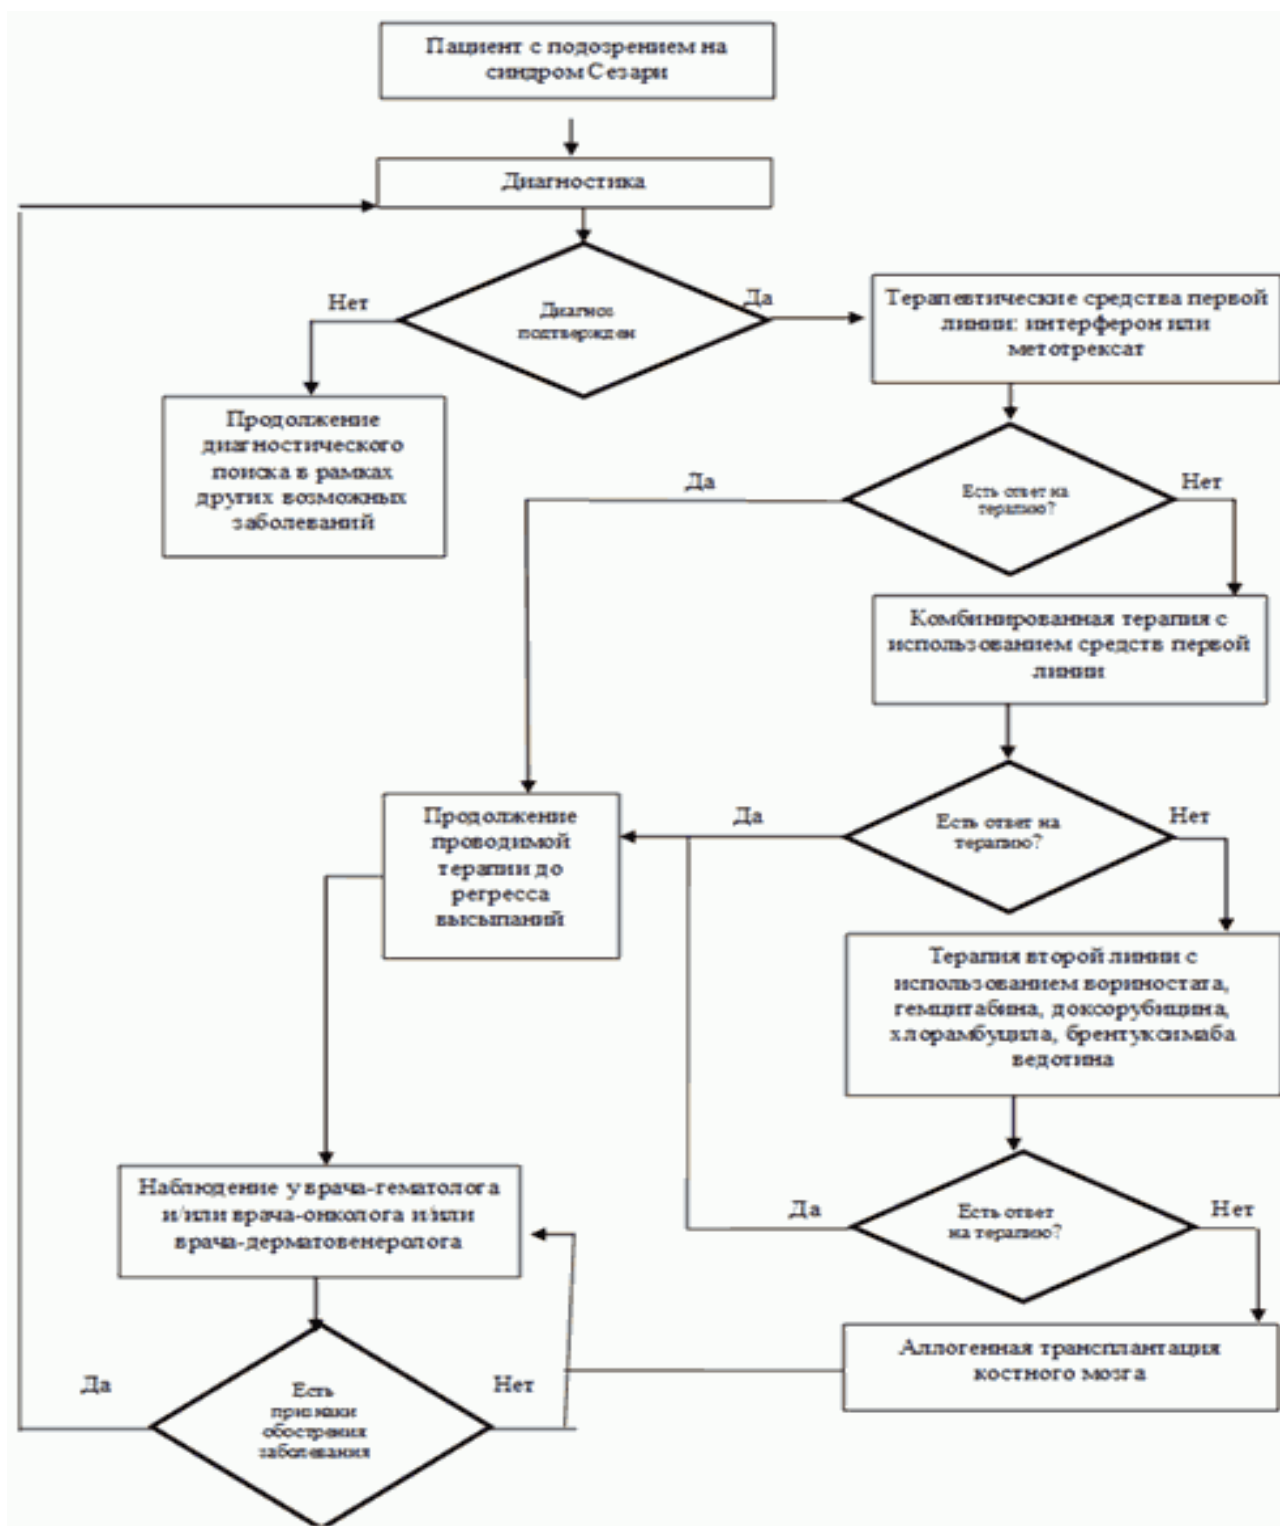 Пациент с подозрением на
синдром Сезари
Диагностика
Нет
Диагноз
подтвержден
Да
Терапевтические средства первой
линии: интерферон или
метотрексат
Продолжение
диагностического
поиска в рамках
других возможных
заболеваний
Да
Есть ответ на
терапию?
Нет
Комбинированная терапия с
использованием средств первой
линии
Продолжение
проводимой
терапии до
регресса
высыпаний
Да
Есть ответ на
терапию?
Нет
Терапия второй линии с
использованием вориностата,
гемцитабина, доксорубицина,
хлорамбуцила, брентуксимаба
ведотина
Наблюдение у врача-гематолога
и/или врача-онколога и/или
врача-дерматовенеролога
Да
Есть ответ
на терапию?
Нет
Аллогенная трансплантация
костного мозга
Да
Есть
признаки
обострения
заболевания
Нет